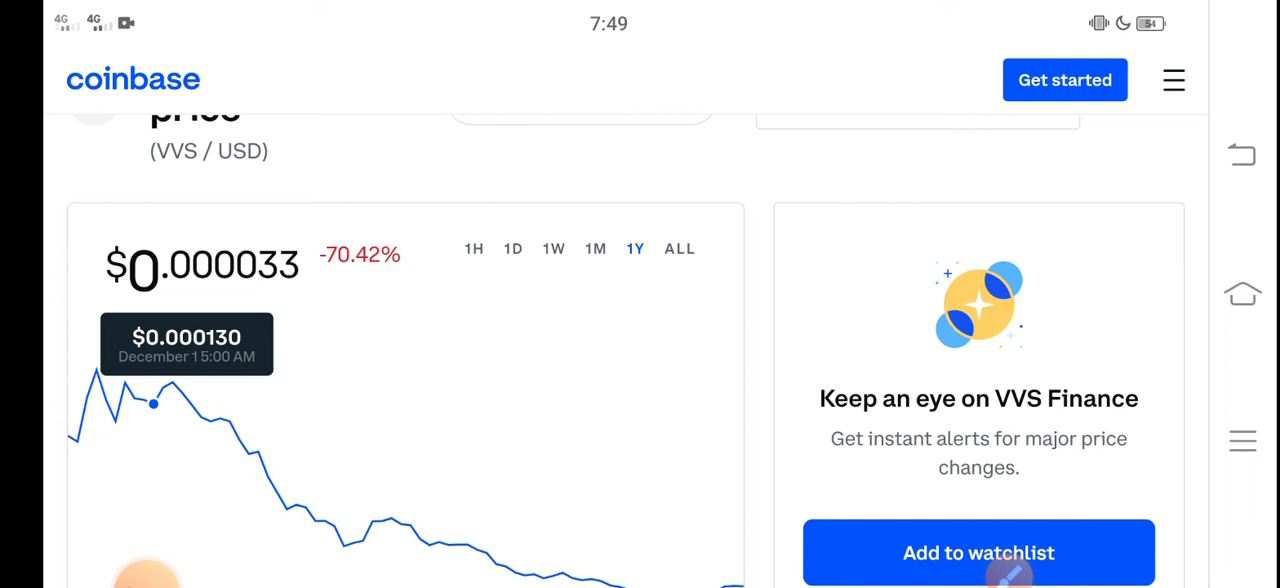 4G 4G 7:49 54
coinbase Get started
price
(VVS / USD)
$0.000033 -70.42% 1H 1D 1W 1M 1Y ALL
$0.000130
December 1 5:00 AM
Keep an eye on VVS Finance
Get instant alerts for major price
changes.
Add to watchlist